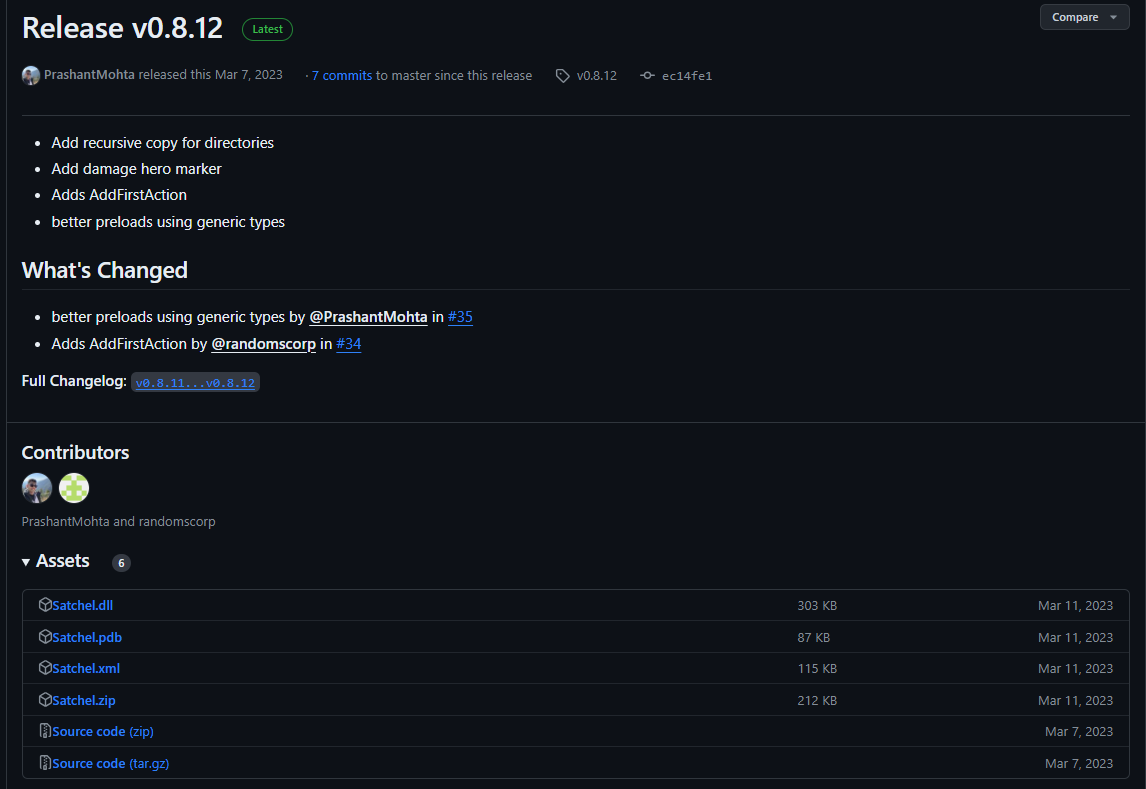 Release v0.8.12 Latest Compare
PrashantMohta released this Mar 7, 2023 · 7 commits to master since this release v0.8.12 ec14fe1
• Add recursive copy for directories
• Add damage hero marker
• Adds AddFirstAction
• better preloads using generic types
What's Changed
• better preloads using generic types by @PrashantMohta in #35
• Adds AddFirstAction by @randomscorp in #34
Full Changelog: v0.8.11...v0.8.12
Contributors
PrashantMohta and randomscorp
Assets 6
Satchel.dll 303 KB Mar 11, 2023
Satchel.pdb 87 KB Mar 11, 2023
Satchel.xml 115 KB Mar 11, 2023
Satchel.zip 212 KB Mar 11, 2023
Source code (zip) Mar 7, 2023
Source code (tar.gz) Mar 7, 2023